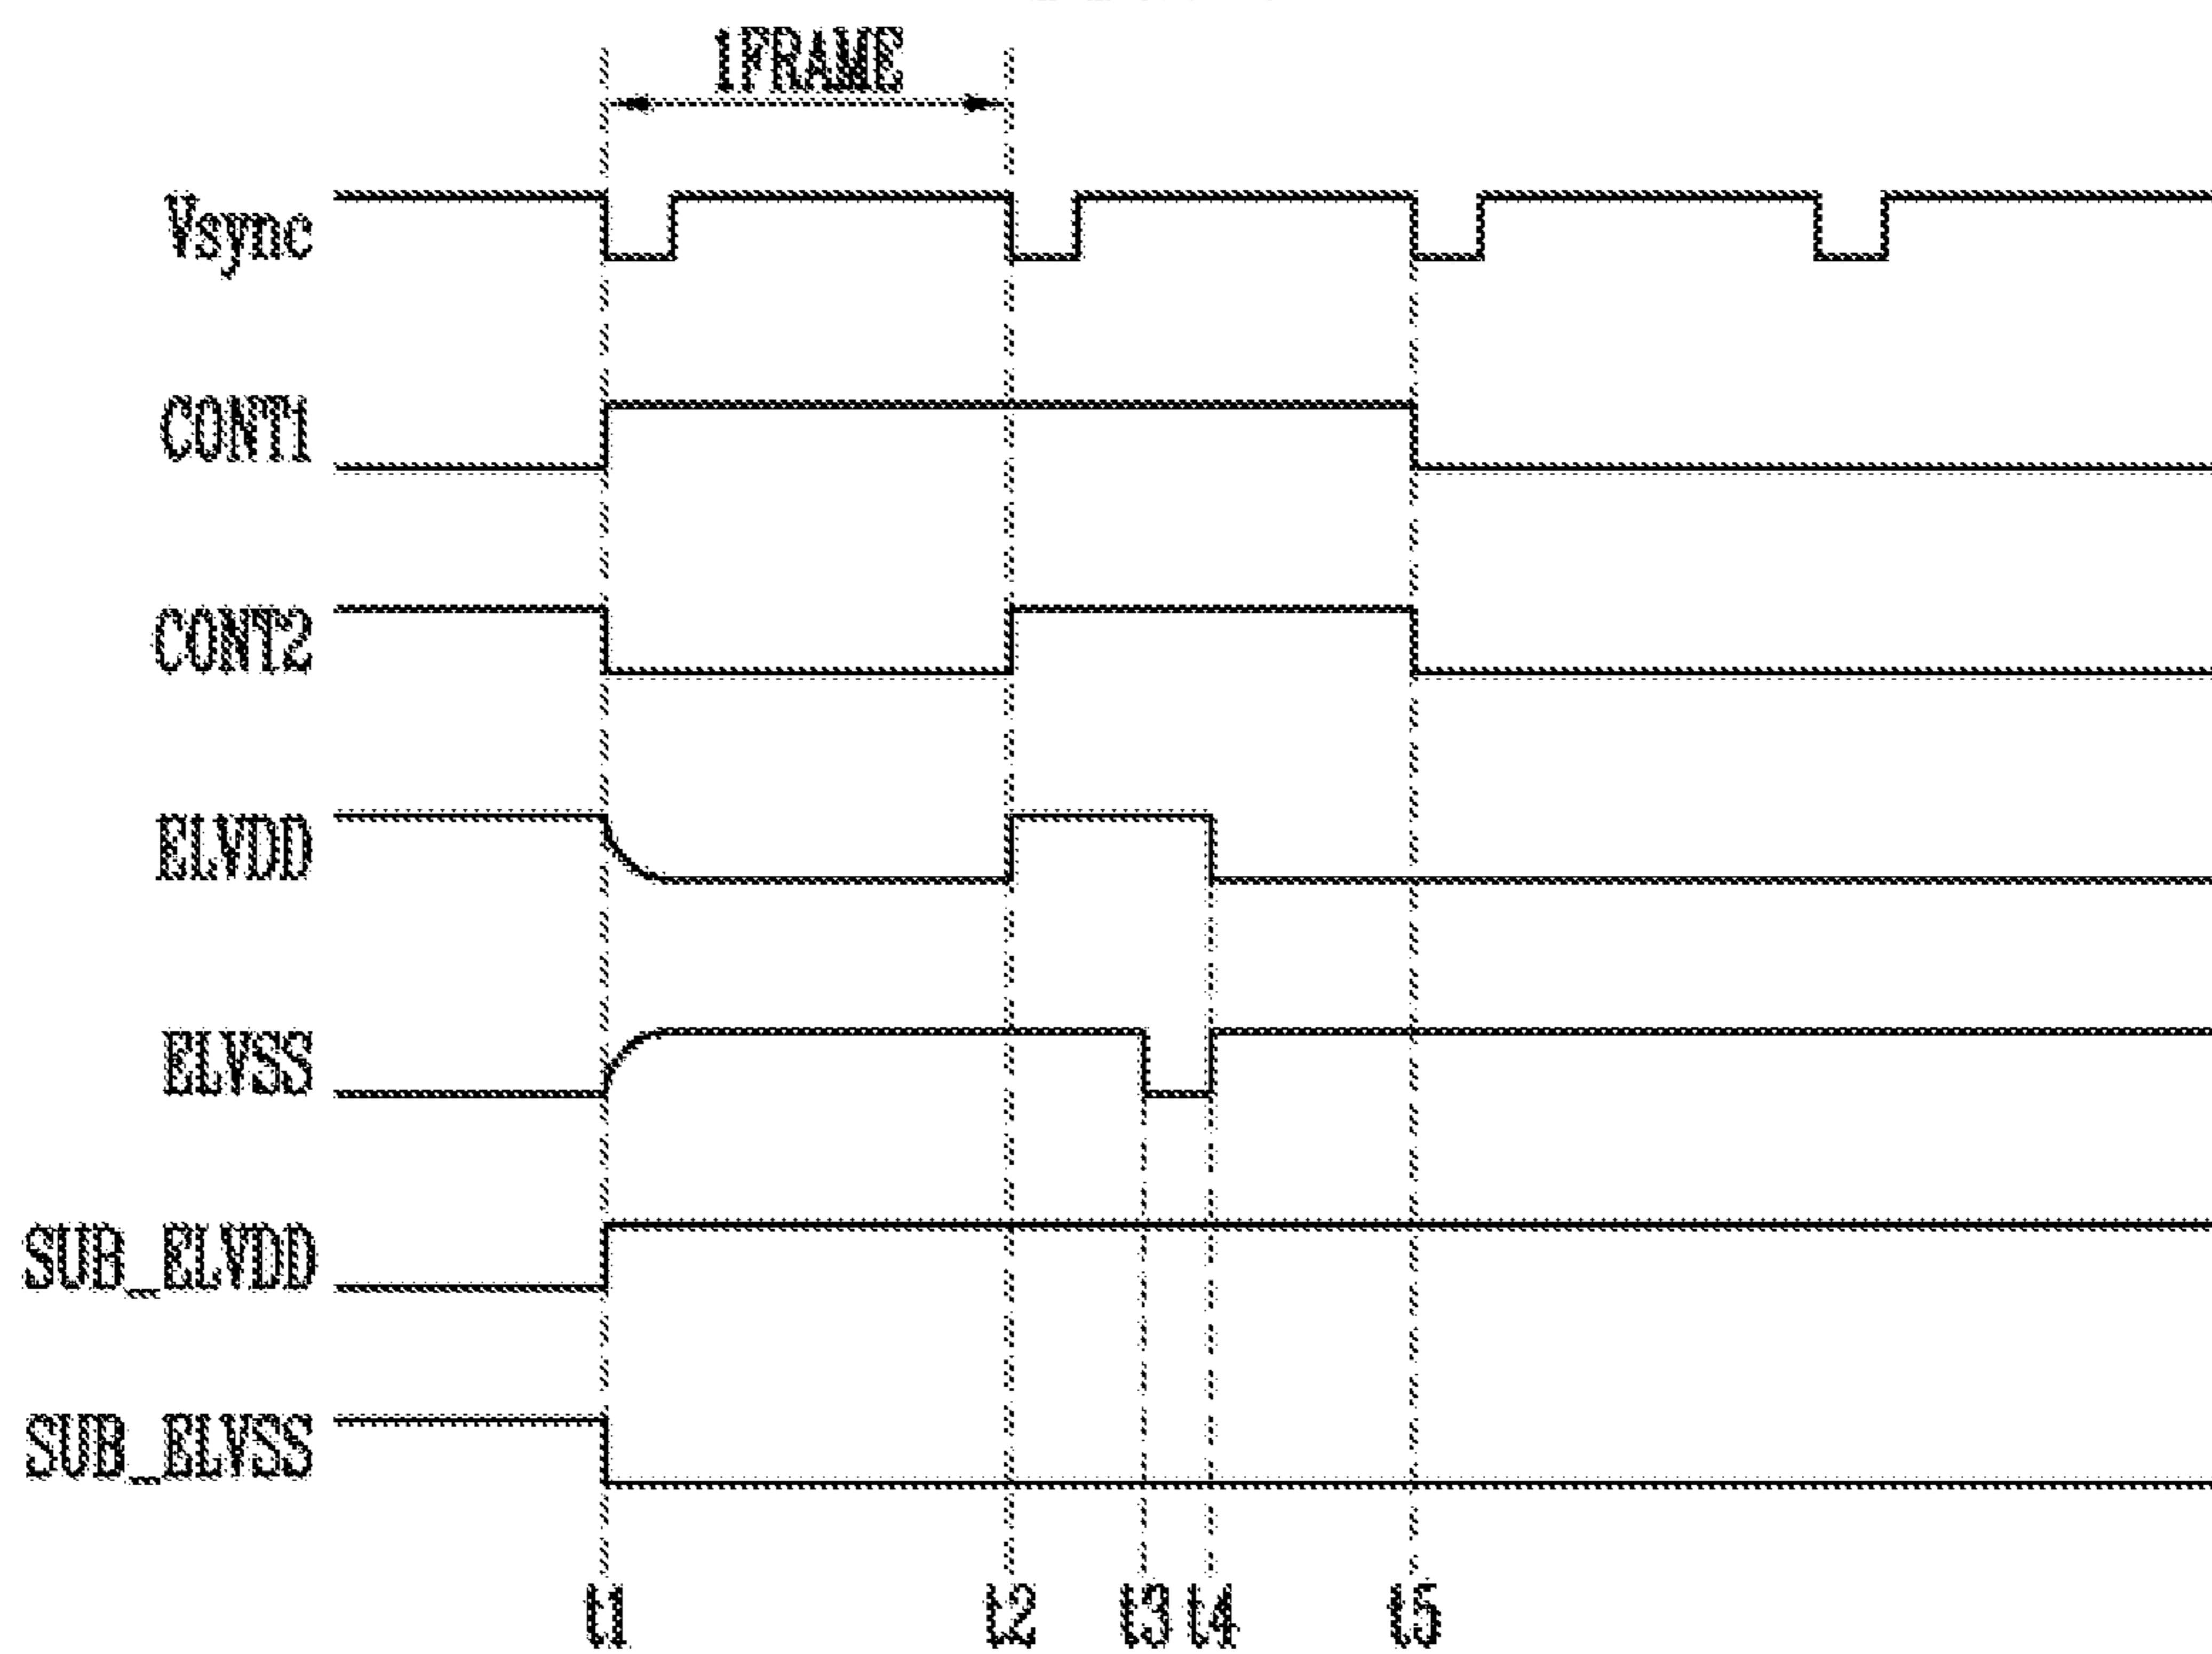 1FRAME
Vsync
CONT1
CONT2
ELVDD
ELVSS
SUB_ELVDD
SUB_ELVSS
t1 t2 t3 t4 t5